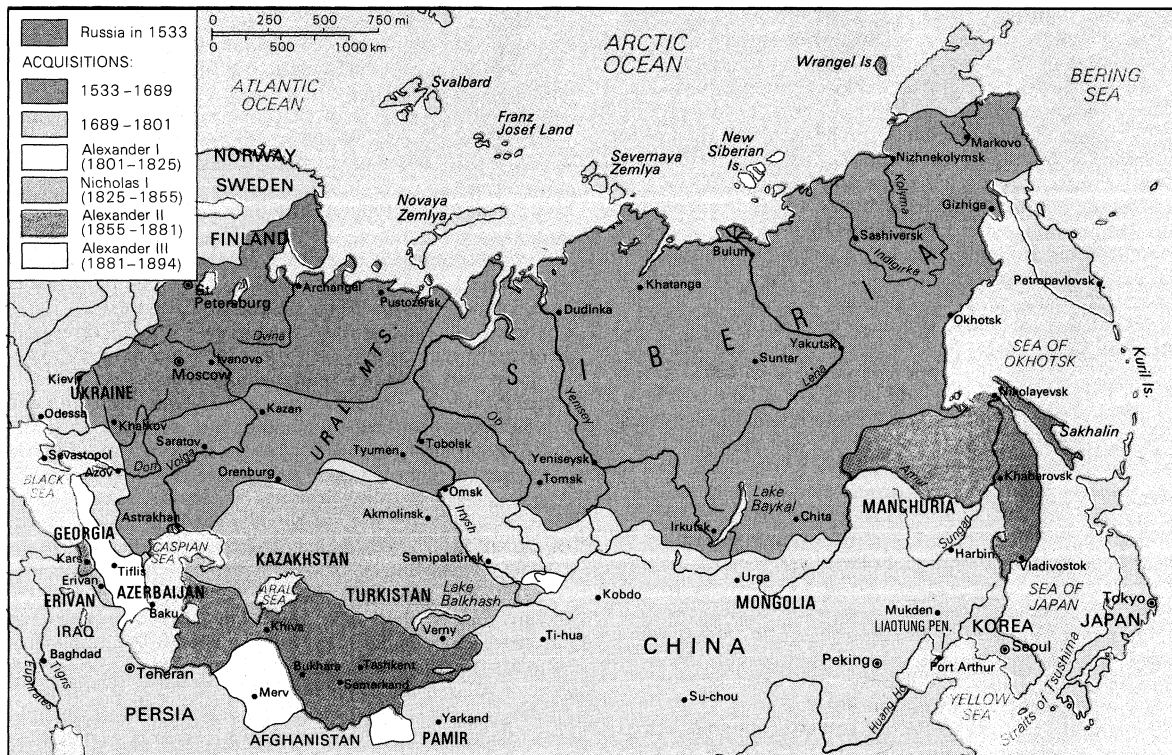 Russia in 1533
ACQUISITIONS:
1533–1689
1689–1801
Alexander I
(1801–1825)
Nicholas I
(1825–1855)
Alexander II
(1855–1881)
Alexander III
(1881–1894)
0 250 500 750 mi
0 500 1000 km
ARCTIC
OCEAN
ATLANTIC
OCEAN
BERING
SEA
Wrangel Is.
Svalbard
Franz
Josef Land
Severnaya
Zemlya
New
Siberian
Is.
Novaya
Zemlya
NORWAY
SWEDEN
FINLAND
Markovo
Nizhnekolymsk
Kolyma
Gizhiga
Sashiversk
Indigirka
Bulun
St.
Petersburg
Archangel
Pustozersk
Khatanga
Dudinka
Petropavlovsk
Okhotsk
Dvina
SIBERIA
Yakutsk
Suntar
Lena
SEA OF
OKHOTSK
Kuril Is.
Ivanovo
Moscow
URAL MTS.
Yenisey
Ob
Kiev
UKRAINE
Odessa
Kharkov
Kazan
Saratov
Nikolayevsk
Sakhalin
Tobolsk
Tyumen
Sevastopol
Don
Volga
Azov
Orenburg
Yeniseysk
Tomsk
Omsk
Irtysh
Amur
Khabarovsk
BLACK
SEA
Lake
Baykal
Chita
Irkutsk
MANCHURIA
Sungari
Astrakhan
Akmolinsk
GEORGIA
CASPIAN
SEA
KAZAKHSTAN
Semipalatinsk
Harbin
Vladivostok
Kars
Tiflis
Erivan
ERIVAN
AZERBAIJAN
Baku
ARAL
SEA
TURKISTAN
Lake
Balkhash
Urga
Kobdo
MONGOLIA
SEA OF
JAPAN
Tokyo
JAPAN
Mukden
LIAOTUNG PEN.
KOREA
Seoul
IRAQ
Baghdad
Khiva
Verny
Ti-hua
CHINA
Peking
Port Arthur
Teheran
Bukhara
Tashkent
Samarkand
Merv
Euphrates
Tigris
Su-chou
Huang Ho
YELLOW
SEA
Straits of Tsushima
PERSIA
Yarkand
AFGHANISTAN
PAMIR